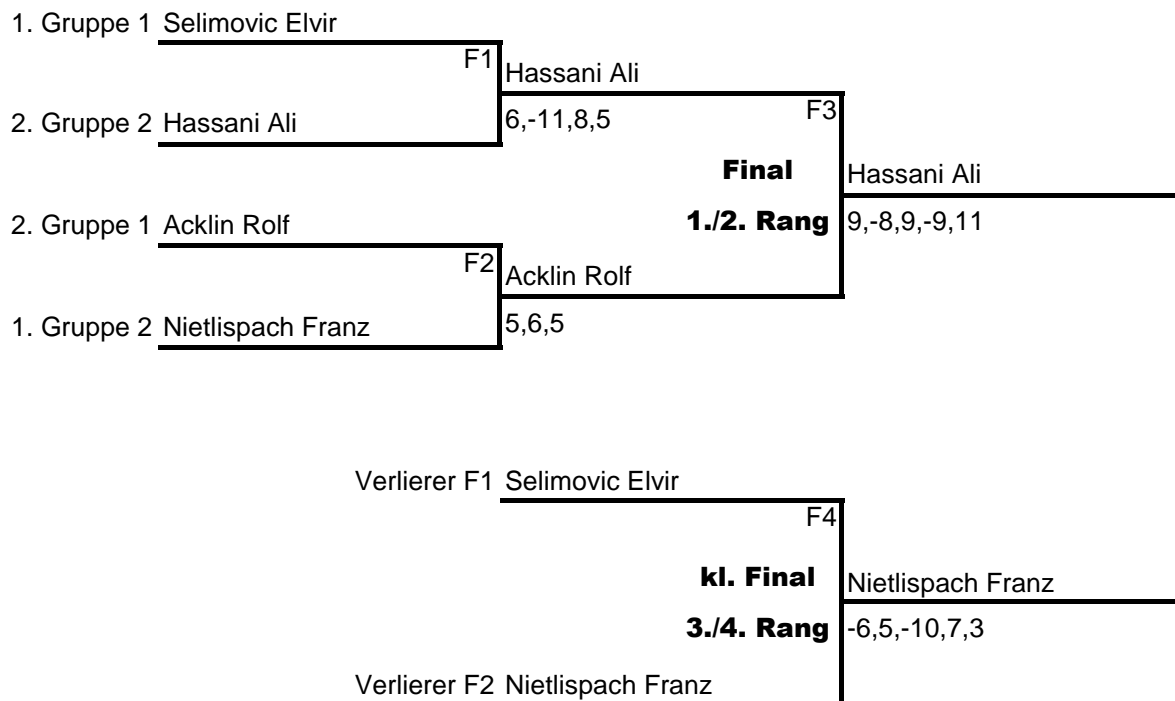 1. Gruppe 1 Selimovic Elvir
F1
Hassani Ali
2. Gruppe 2 Hassani Ali
6,-11,8,5
F3
Final
Hassani Ali
2. Gruppe 1 Acklin Rolf
1./2. Rang
9,-8,9,-9,11
F2
Acklin Rolf
1. Gruppe 2 Nietlispach Franz
5,6,5
Verlierer F1 Selimovic Elvir
F4
kl. Final
Nietlispach Franz
3./4. Rang
-6,5,-10,7,3
Verlierer F2 Nietlispach Franz